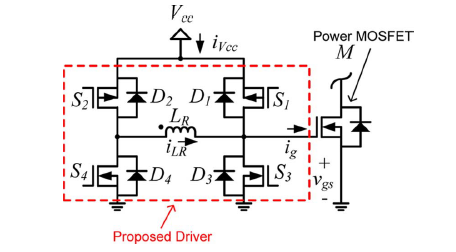 Vcc
iVcc
Power MOSFET
M
S2
D2
D1
S1
LR
iLR
ig
S4
D4
D3
S3
+
vgs
-
Proposed Driver